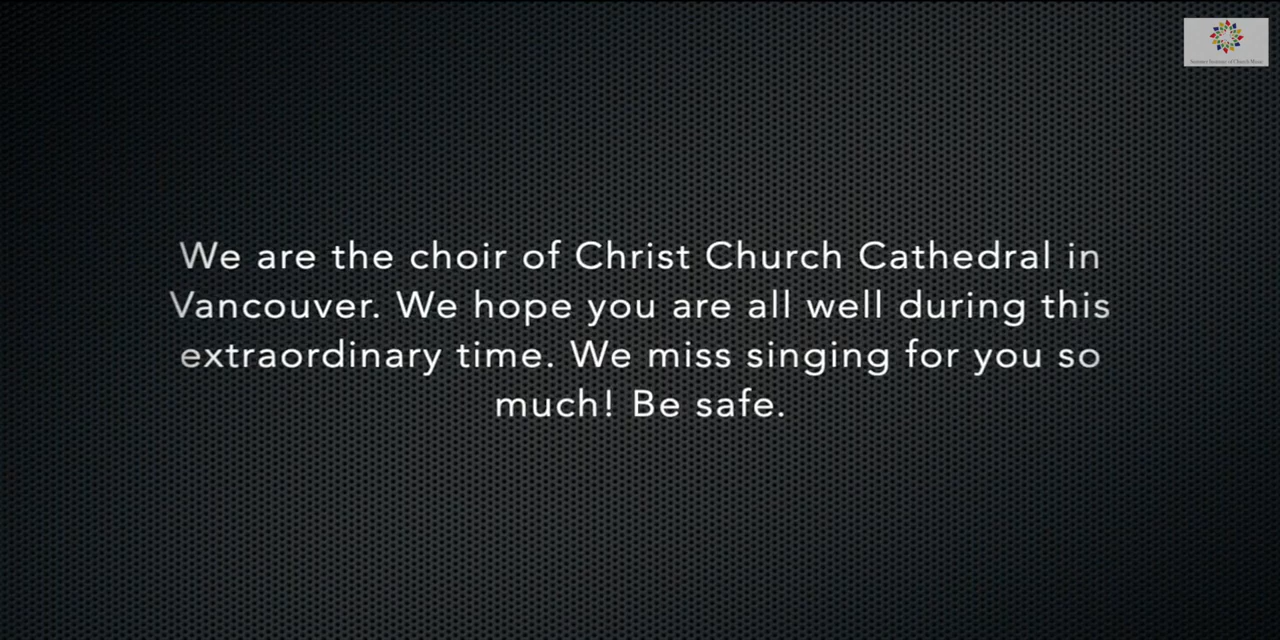 We are the choir of Christ Church Cathedral in
Vancouver. We hope you are all well during this
extraordinary time. We miss singing for you so
much! Be safe.